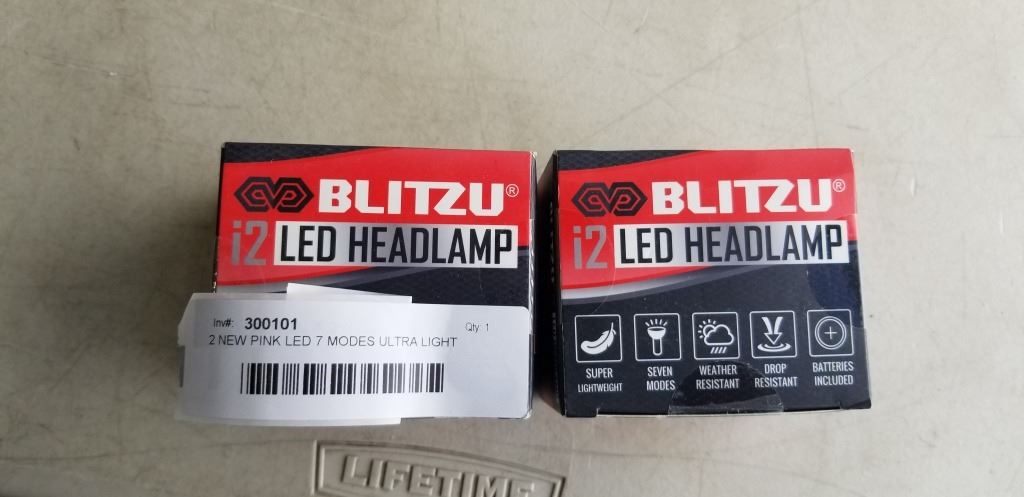 BLITZU®
i2 LED HEADLAMP
Inv#: 300101
Qty: 1
2 NEW PINK LED 7 MODES ULTRA LIGHT
BLITZU®
i2 LED HEADLAMP
SUPER
LIGHTWEIGHT
SEVEN
MODES
WEATHER
RESISTANT
DROP
RESISTANT
BATTERIES
INCLUDED
LIFETIME